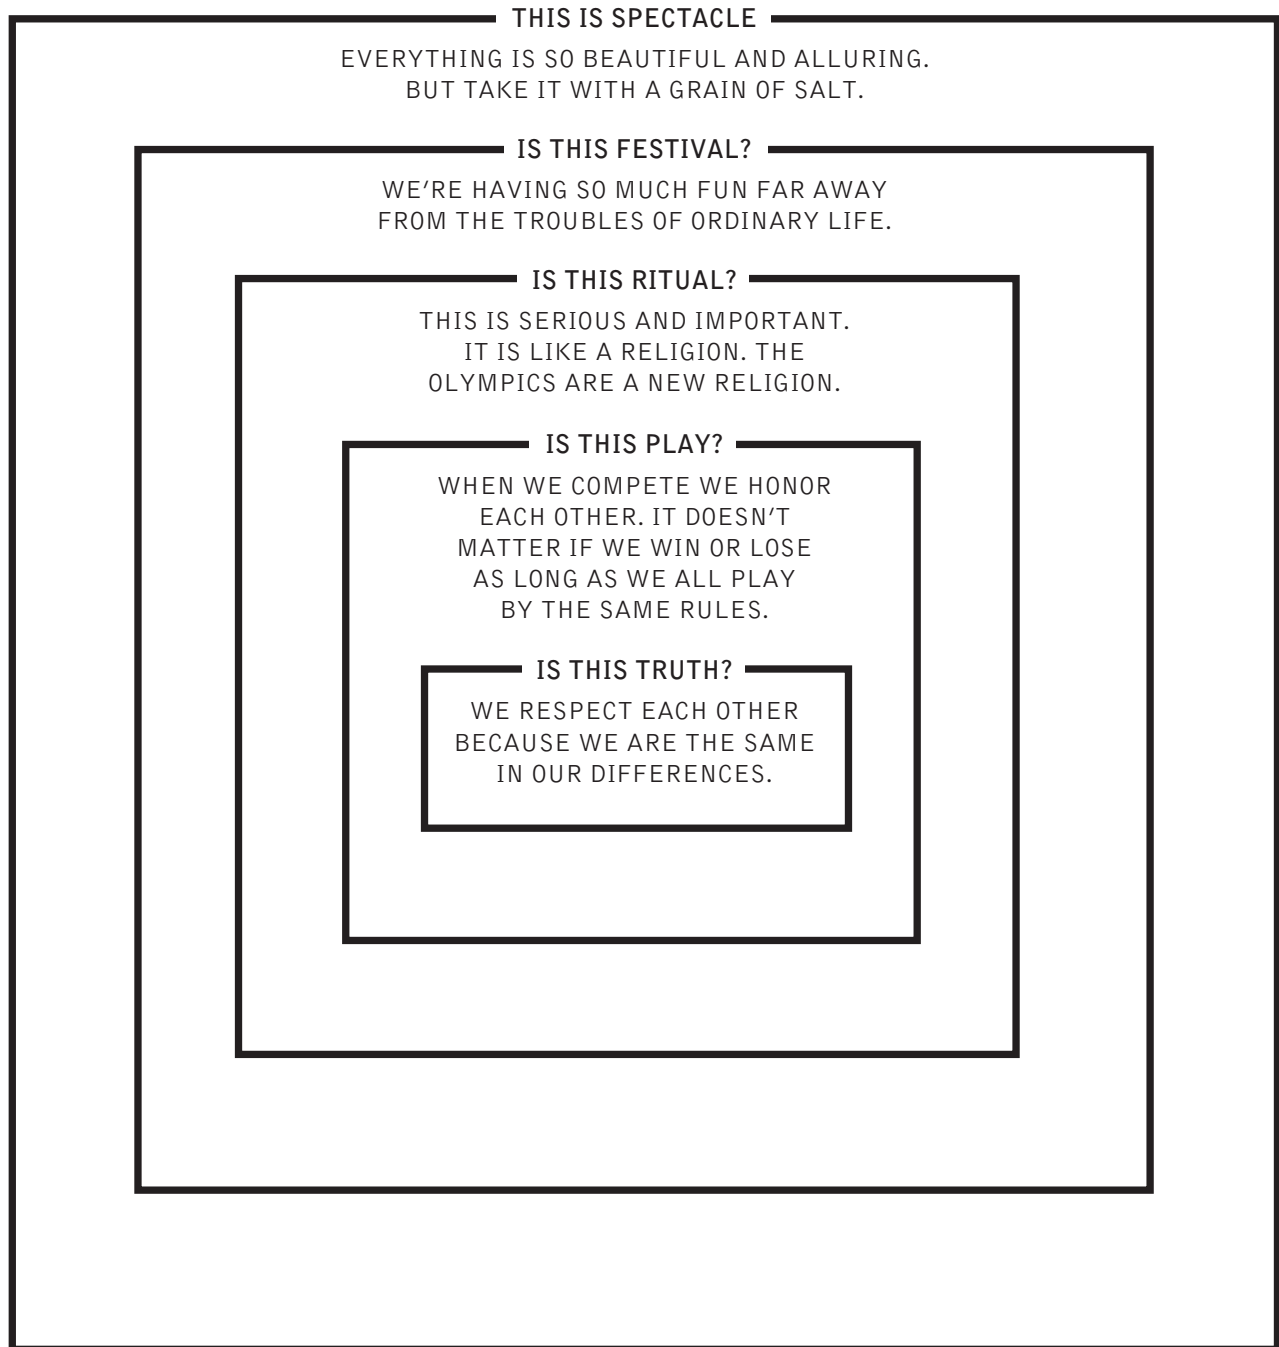 THIS IS SPECTACLE
EVERYTHING IS SO BEAUTIFUL AND ALLURING.
BUT TAKE IT WITH A GRAIN OF SALT.
IS THIS FESTIVAL?
WE'RE HAVING SO MUCH FUN FAR AWAY
FROM THE TROUBLES OF ORDINARY LIFE.
IS THIS RITUAL?
THIS IS SERIOUS AND IMPORTANT.
IT IS LIKE A RELIGION. THE
OLYMPICS ARE A NEW RELIGION.
IS THIS PLAY?
WHEN WE COMPETE WE HONOR
EACH OTHER. IT DOESN'T
MATTER IF WE WIN OR LOSE
AS LONG AS WE ALL PLAY
BY THE SAME RULES.
IS THIS TRUTH?
WE RESPECT EACH OTHER
BECAUSE WE ARE THE SAME
IN OUR DIFFERENCES.